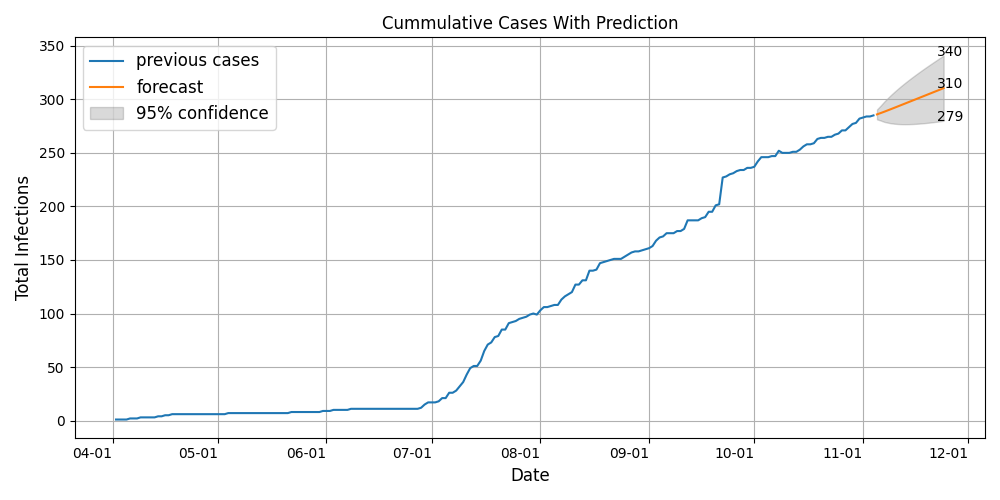 Cummulative Cases With Prediction
previous cases
forecast
95% confidence
340
310
279
350
300
250
200
150
100
50
0
Total Infections
04-01 05-01 06-01 07-01 08-01 09-01 10-01 11-01 12-01
Date